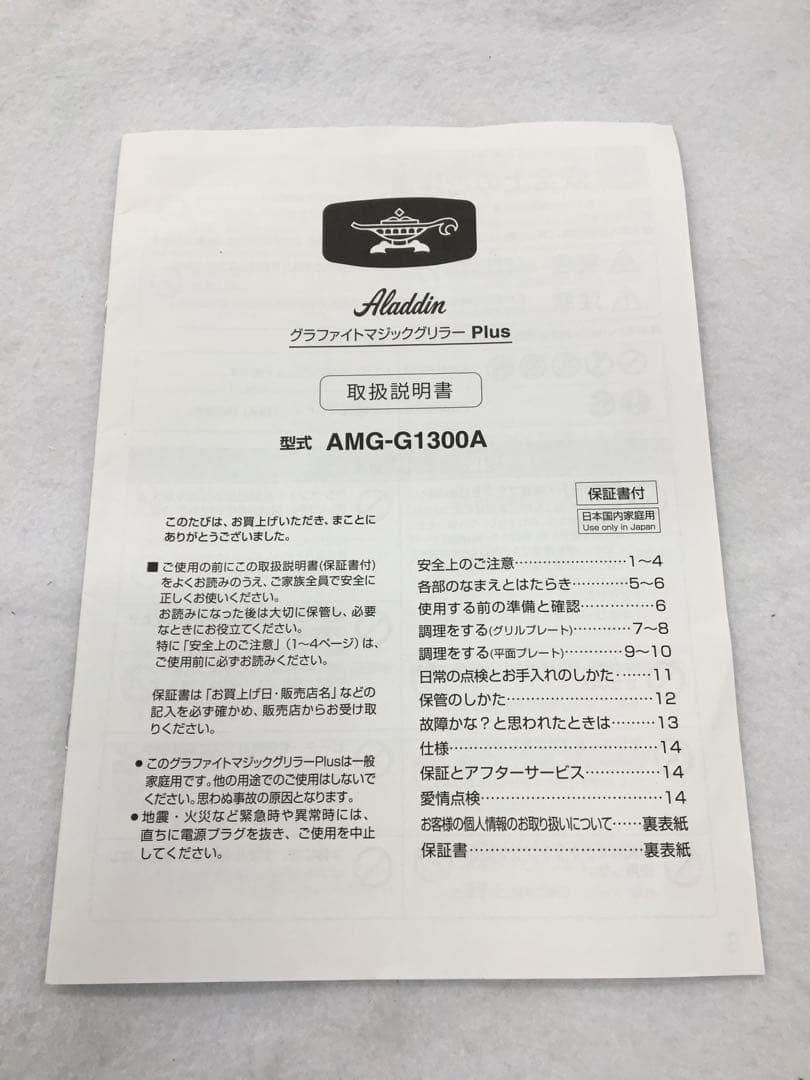 Aladdin
グラファイトマジックグリラー Plus
取扱説明書
型式 AMG-G1300A
保証書付
日本国内家庭用
Use only in Japan
このたびは、お買上げいただき、まことに
ありがとうございました。
■ ご使用の前にこの取扱説明書(保証書付)
をよくお読みのうえ、ご家族全員で安全に
正しくお使いください。
お読みになった後は大切に保管し、必要
なときにお役立てください。
特に「安全上のご注意」(1〜4ページ)は、
ご使用前に必ずお読みください。
保証書は「お買上げ日・販売店名」などの
記入を必ず確かめ、販売店からお受け取
りください。
● このグラファイトマジックグリラーPlusは一般
家庭用です。他の用途でのご使用はしないで
ください。思わぬ事故の原因となります。
● 地震・火災など緊急時や異常時には、
直ちに電源プラグを抜き、ご使用を中止
してください。
安全上のご注意……………………1〜4
各部のなまえとはたらき…………5〜6
使用する前の準備と確認……………6
調理をする(グリルプレート)…………7〜8
調理をする(平面プレート)…………9〜10
日常の点検とお手入れのしかた……11
保管のしかた…………………………12
故障かな？と思われたときは………13
仕様……………………………………14
保証とアフターサービス……………14
愛情点検………………………………14
お客様の個人情報のお取り扱いについて……裏表紙
保証書…………………………………裏表紙